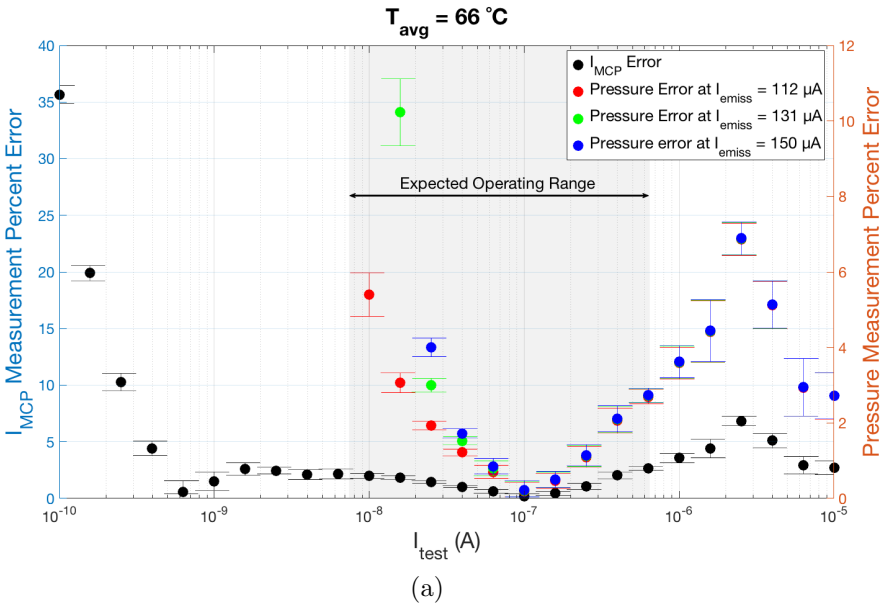 T_avg = 66 °C
I_MCP Error
Pressure Error at I_emiss = 112 μA
Pressure Error at I_emiss = 131 μA
Pressure error at I_emiss = 150 μA
Expected Operating Range
I_MCP Measurement Percent Error
40
35
30
25
20
15
10
5
0
Pressure Measurement Percent Error
12
10
8
6
4
2
0
10^-10 10^-9 10^-8 10^-7 10^-6 10^-5
I_test (A)
(a)